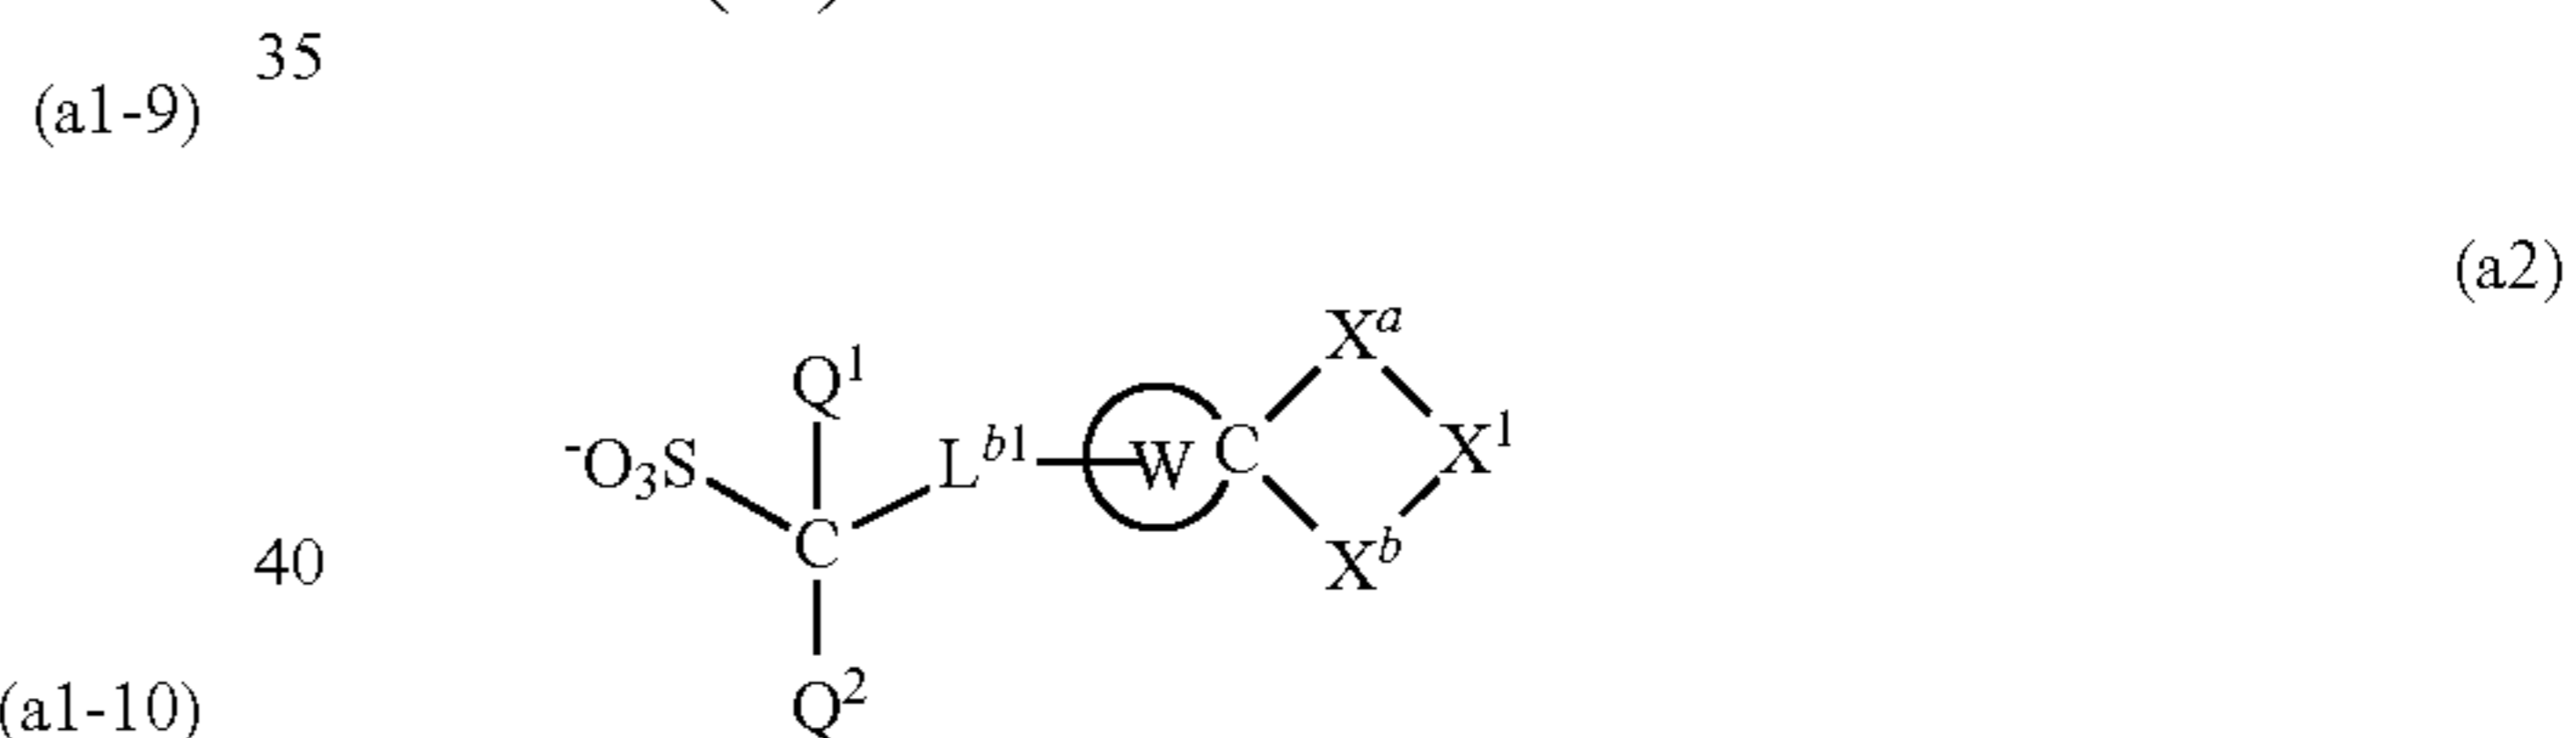 35
(a1-9)
(a2)
Xᵃ
Q¹
⁻O₃S
Lᵇ¹
W
C
X¹
C
Xᵇ
40
Q²
(a1-10)